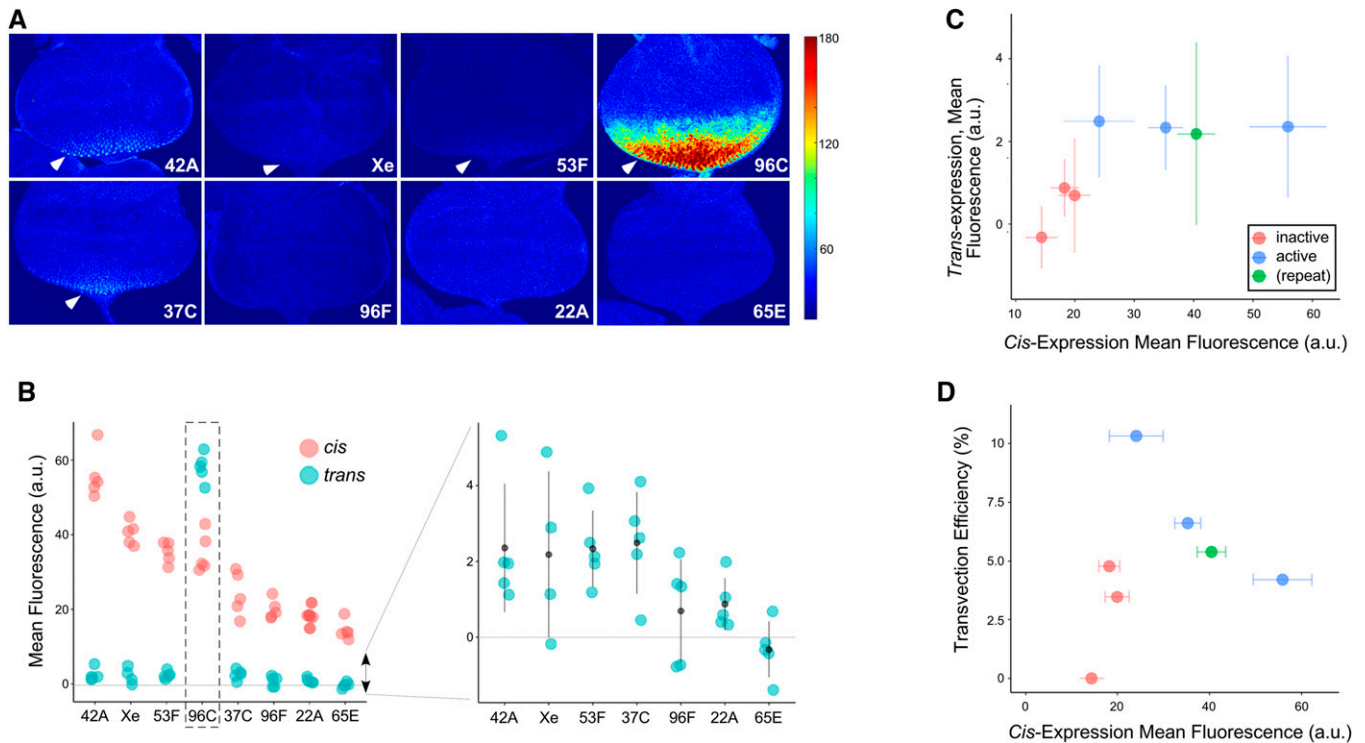 A
42A
Xe
53F
96C
37C
96F
22A
65E
180
120
60
B
Mean Fluorescence (a.u.)
60
40
20
0
cis
trans
42A Xe 53F 96C 37C 96F 22A 65E
4
2
0
42A Xe 53F 37C 96F 22A 65E
C
Trans-expression, Mean
Fluorescence (a.u.)
4
2
0
inactive
active
(repeat)
10 20 30 40 50 60
Cis-Expression Mean Fluorescence (a.u.)
D
Transvection Efficiency (%)
10
7.5
5.0
2.5
0
0 20 40 60
Cis-Expression Mean Fluorescence (a.u.)